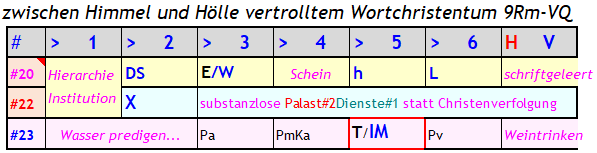 zwischen Himmel und Hölle vertrolltem Wortchristentum 9Rm-VQ
# > 1 > 2 > 3 > 4 > 5 > 6 H V
#20 Hierarchie DS E/W Schein h L schriftgeleert
#22 Institution X substanzlose Palast#2Dienste#1 statt Christenverfolgung
#23 Wasser predigen... Pa PmKa T/IM Pv Weintrinken